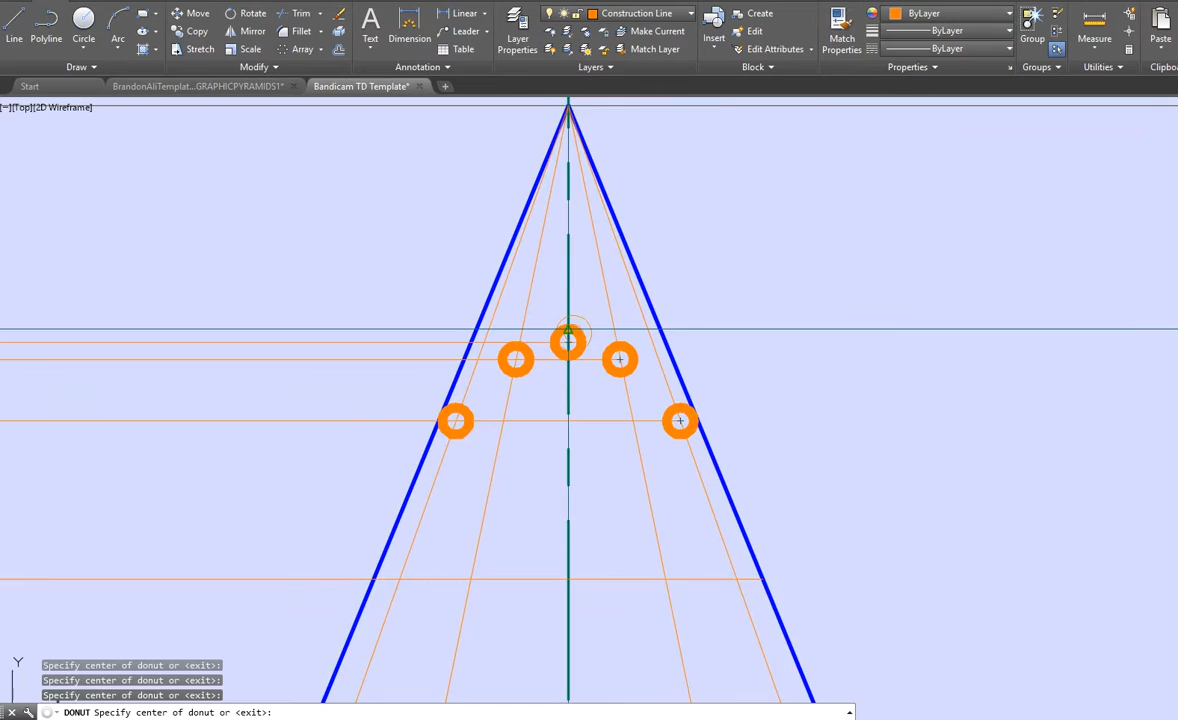 Move Rotate Trim Linear Construction Line Create ByLayer
Line Polyline Circle Arc Copy Mirror Fillet Text Dimension Leader Layer Properties Make Current Insert Edit Match Properties ByLayer Group Measure Paste
Stretch Scale Array Table Match Layer Edit Attributes ByLayer
Draw Modify Annotation Layers Block Properties Groups Utilities Clipbo
Start BrandonAliTemplat...GRAPHICPYRAMIDS1* Bandicam TD Template*
[−][Top][2D Wireframe]
Y
Specify center of donut or <exit>:
Specify center of donut or <exit>:
Specify center of donut or <exit>:
DONUT Specify center of donut or <exit>: